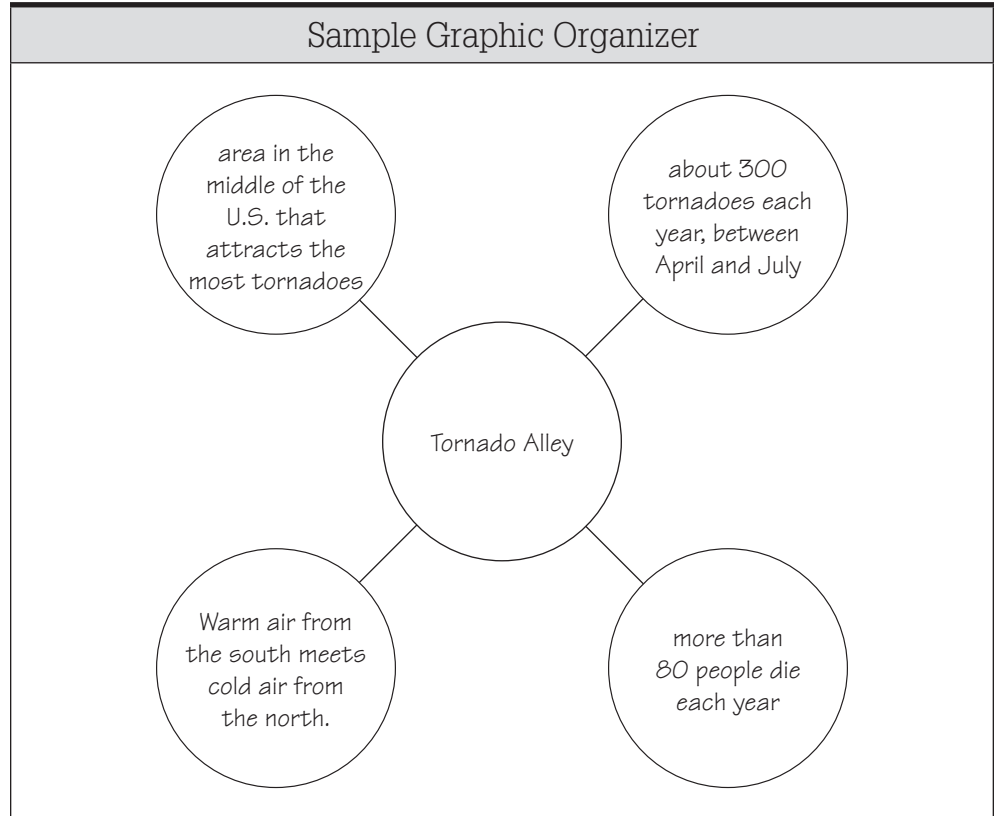 Sample Graphic Organizer
area in the
middle of the
U.S. that
attracts the
most tornadoes
about 300
tornadoes each
year, between
April and July
Tornado Alley
Warm air from
the south meets
cold air from
the north.
more than
80 people die
each year